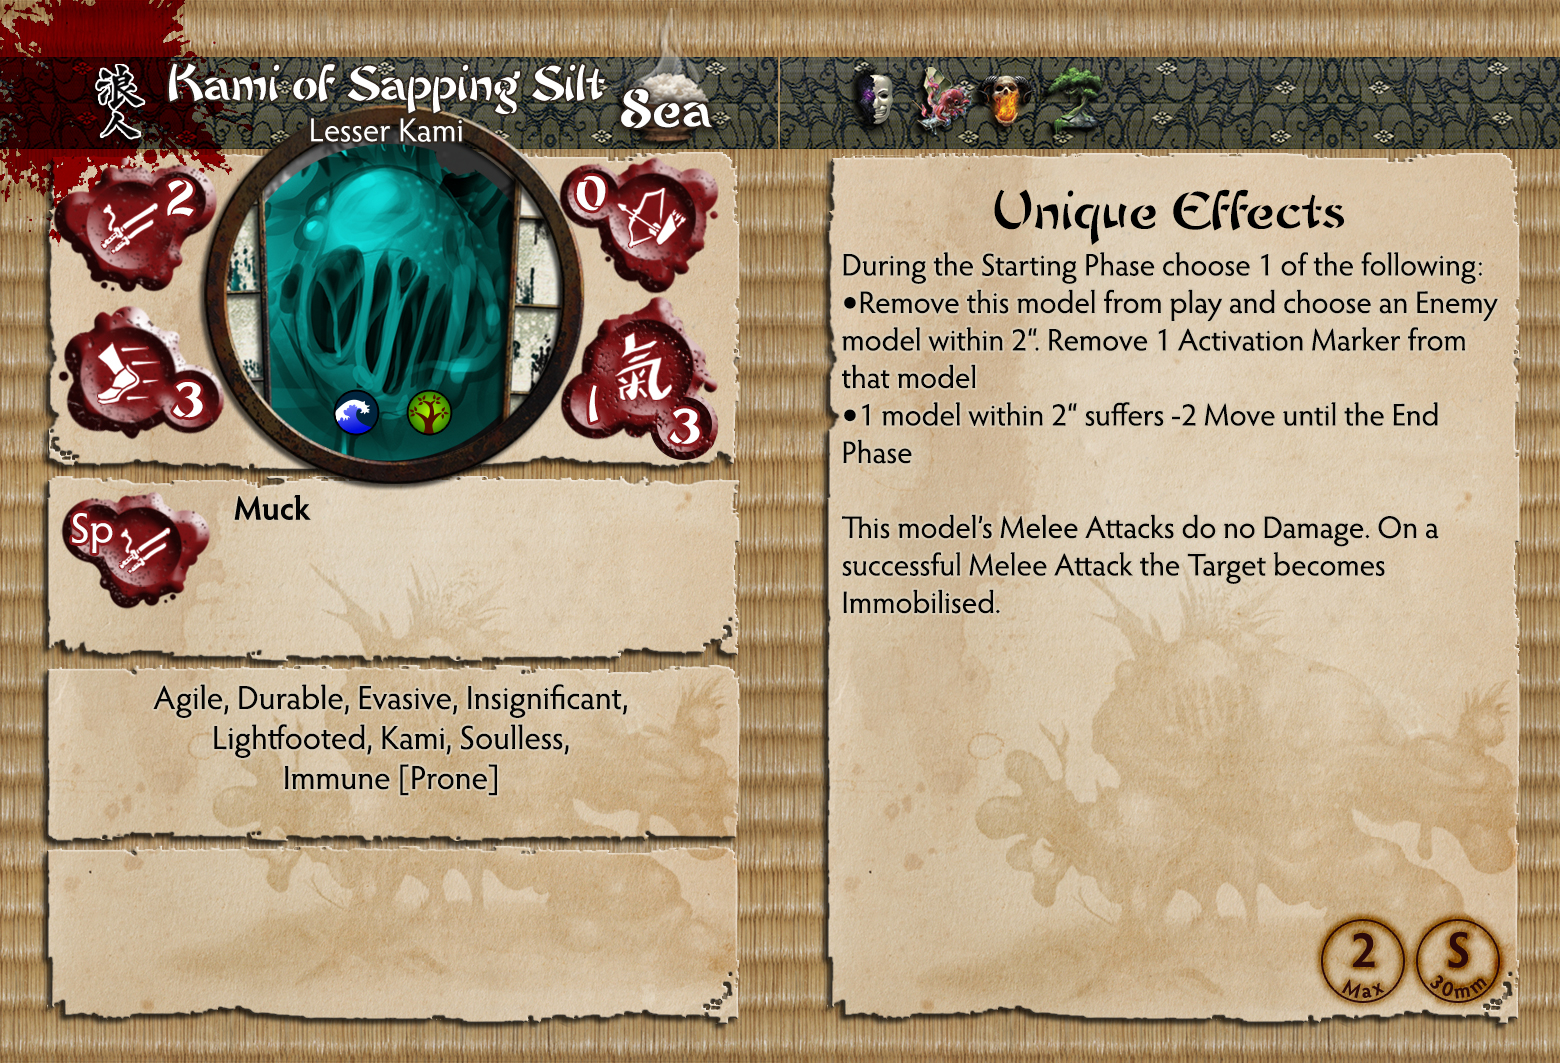 浪人
Kami of Sapping Silt
8ea
Lesser Kami
2
0
3
氣
1
3
Sp
Muck
Agile, Durable, Evasive, Insignificant,
Lightfooted, Kami, Soulless,
Immune [Prone]
Unique Effects
During the Starting Phase choose 1 of the following:
•Remove this model from play and choose an Enemy
model within 2“. Remove 1 Activation Marker from
that model
•1 model within 2“ suffers -2 Move until the End
Phase
This model’s Melee Attacks do no Damage. On a
successful Melee Attack the Target becomes
Immobilised.
2
Max
S
30mm